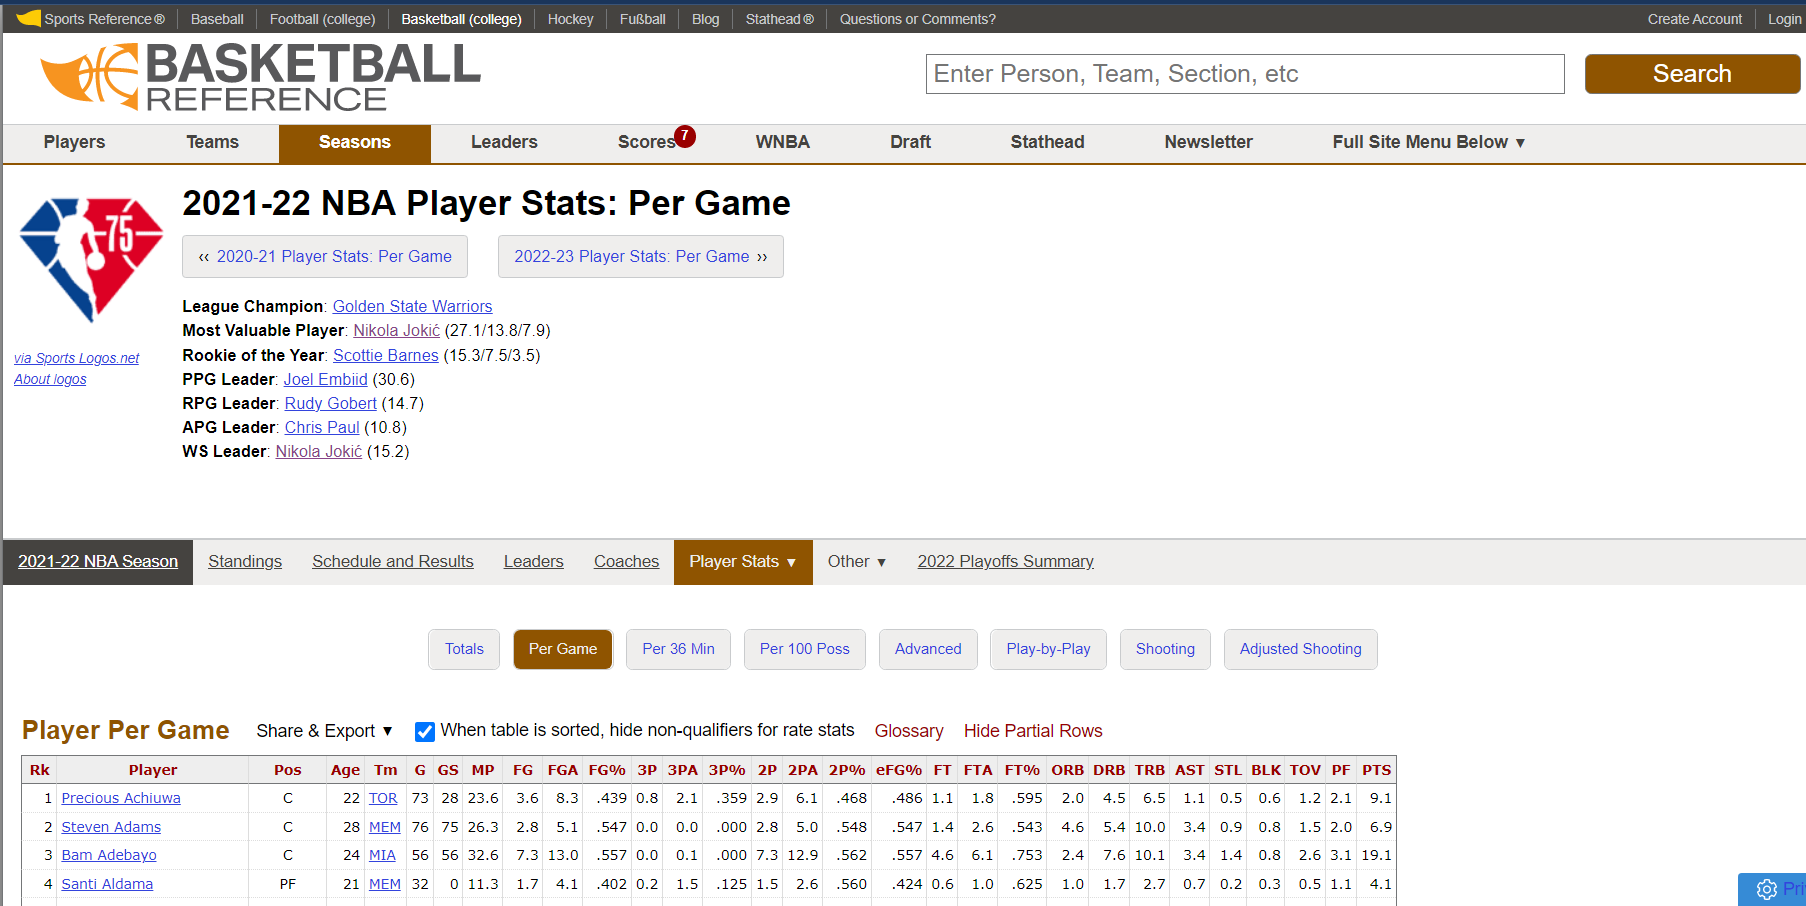 Sports Reference ® Baseball Football (college) Basketball (college) Hockey Fußball Blog Stathead ® Questions or Comments? Create Account Login
BASKETBALL
REFERENCE
Enter Person, Team, Section, etc Search
Players Teams Seasons Leaders Scores 7 WNBA Draft Stathead Newsletter Full Site Menu Below ▼
75
via Sports Logos.net
About logos
2021-22 NBA Player Stats: Per Game
‹‹ 2020-21 Player Stats: Per Game 2022-23 Player Stats: Per Game ››
League Champion: Golden State Warriors
Most Valuable Player: Nikola Jokić (27.1/13.8/7.9)
Rookie of the Year: Scottie Barnes (15.3/7.5/3.5)
PPG Leader: Joel Embiid (30.6)
RPG Leader: Rudy Gobert (14.7)
APG Leader: Chris Paul (10.8)
WS Leader: Nikola Jokić (15.2)
2021-22 NBA Season Standings Schedule and Results Leaders Coaches Player Stats ▼ Other ▼ 2022 Playoffs Summary
Totals Per Game Per 36 Min Per 100 Poss Advanced Play-by-Play Shooting Adjusted Shooting
Player Per Game Share & Export ▼ When table is sorted, hide non-qualifiers for rate stats Glossary Hide Partial Rows
Rk Player Pos Age Tm G GS MP FG FGA FG% 3P 3PA 3P% 2P 2PA 2P% eFG% FT FTA FT% ORB DRB TRB AST STL BLK TOV PF PTS
1 Precious Achiuwa C 22 TOR 73 28 23.6 3.6 8.3 .439 0.8 2.1 .359 2.9 6.1 .468 .486 1.1 1.8 .595 2.0 4.5 6.5 1.1 0.5 0.6 1.2 2.1 9.1
2 Steven Adams C 28 MEM 76 75 26.3 2.8 5.1 .547 0.0 0.0 .000 2.8 5.0 .548 .547 1.4 2.6 .543 4.6 5.4 10.0 3.4 0.9 0.8 1.5 2.0 6.9
3 Bam Adebayo C 24 MIA 56 56 32.6 7.3 13.0 .557 0.0 0.1 .000 7.3 12.9 .562 .557 4.6 6.1 .753 2.4 7.6 10.1 3.4 1.4 0.8 2.6 3.1 19.1
4 Santi Aldama PF 21 MEM 32 0 11.3 1.7 4.1 .402 0.2 1.5 .125 1.5 2.6 .560 .424 0.6 1.0 .625 1.0 1.7 2.7 0.7 0.2 0.3 0.5 1.1 4.1
Pri